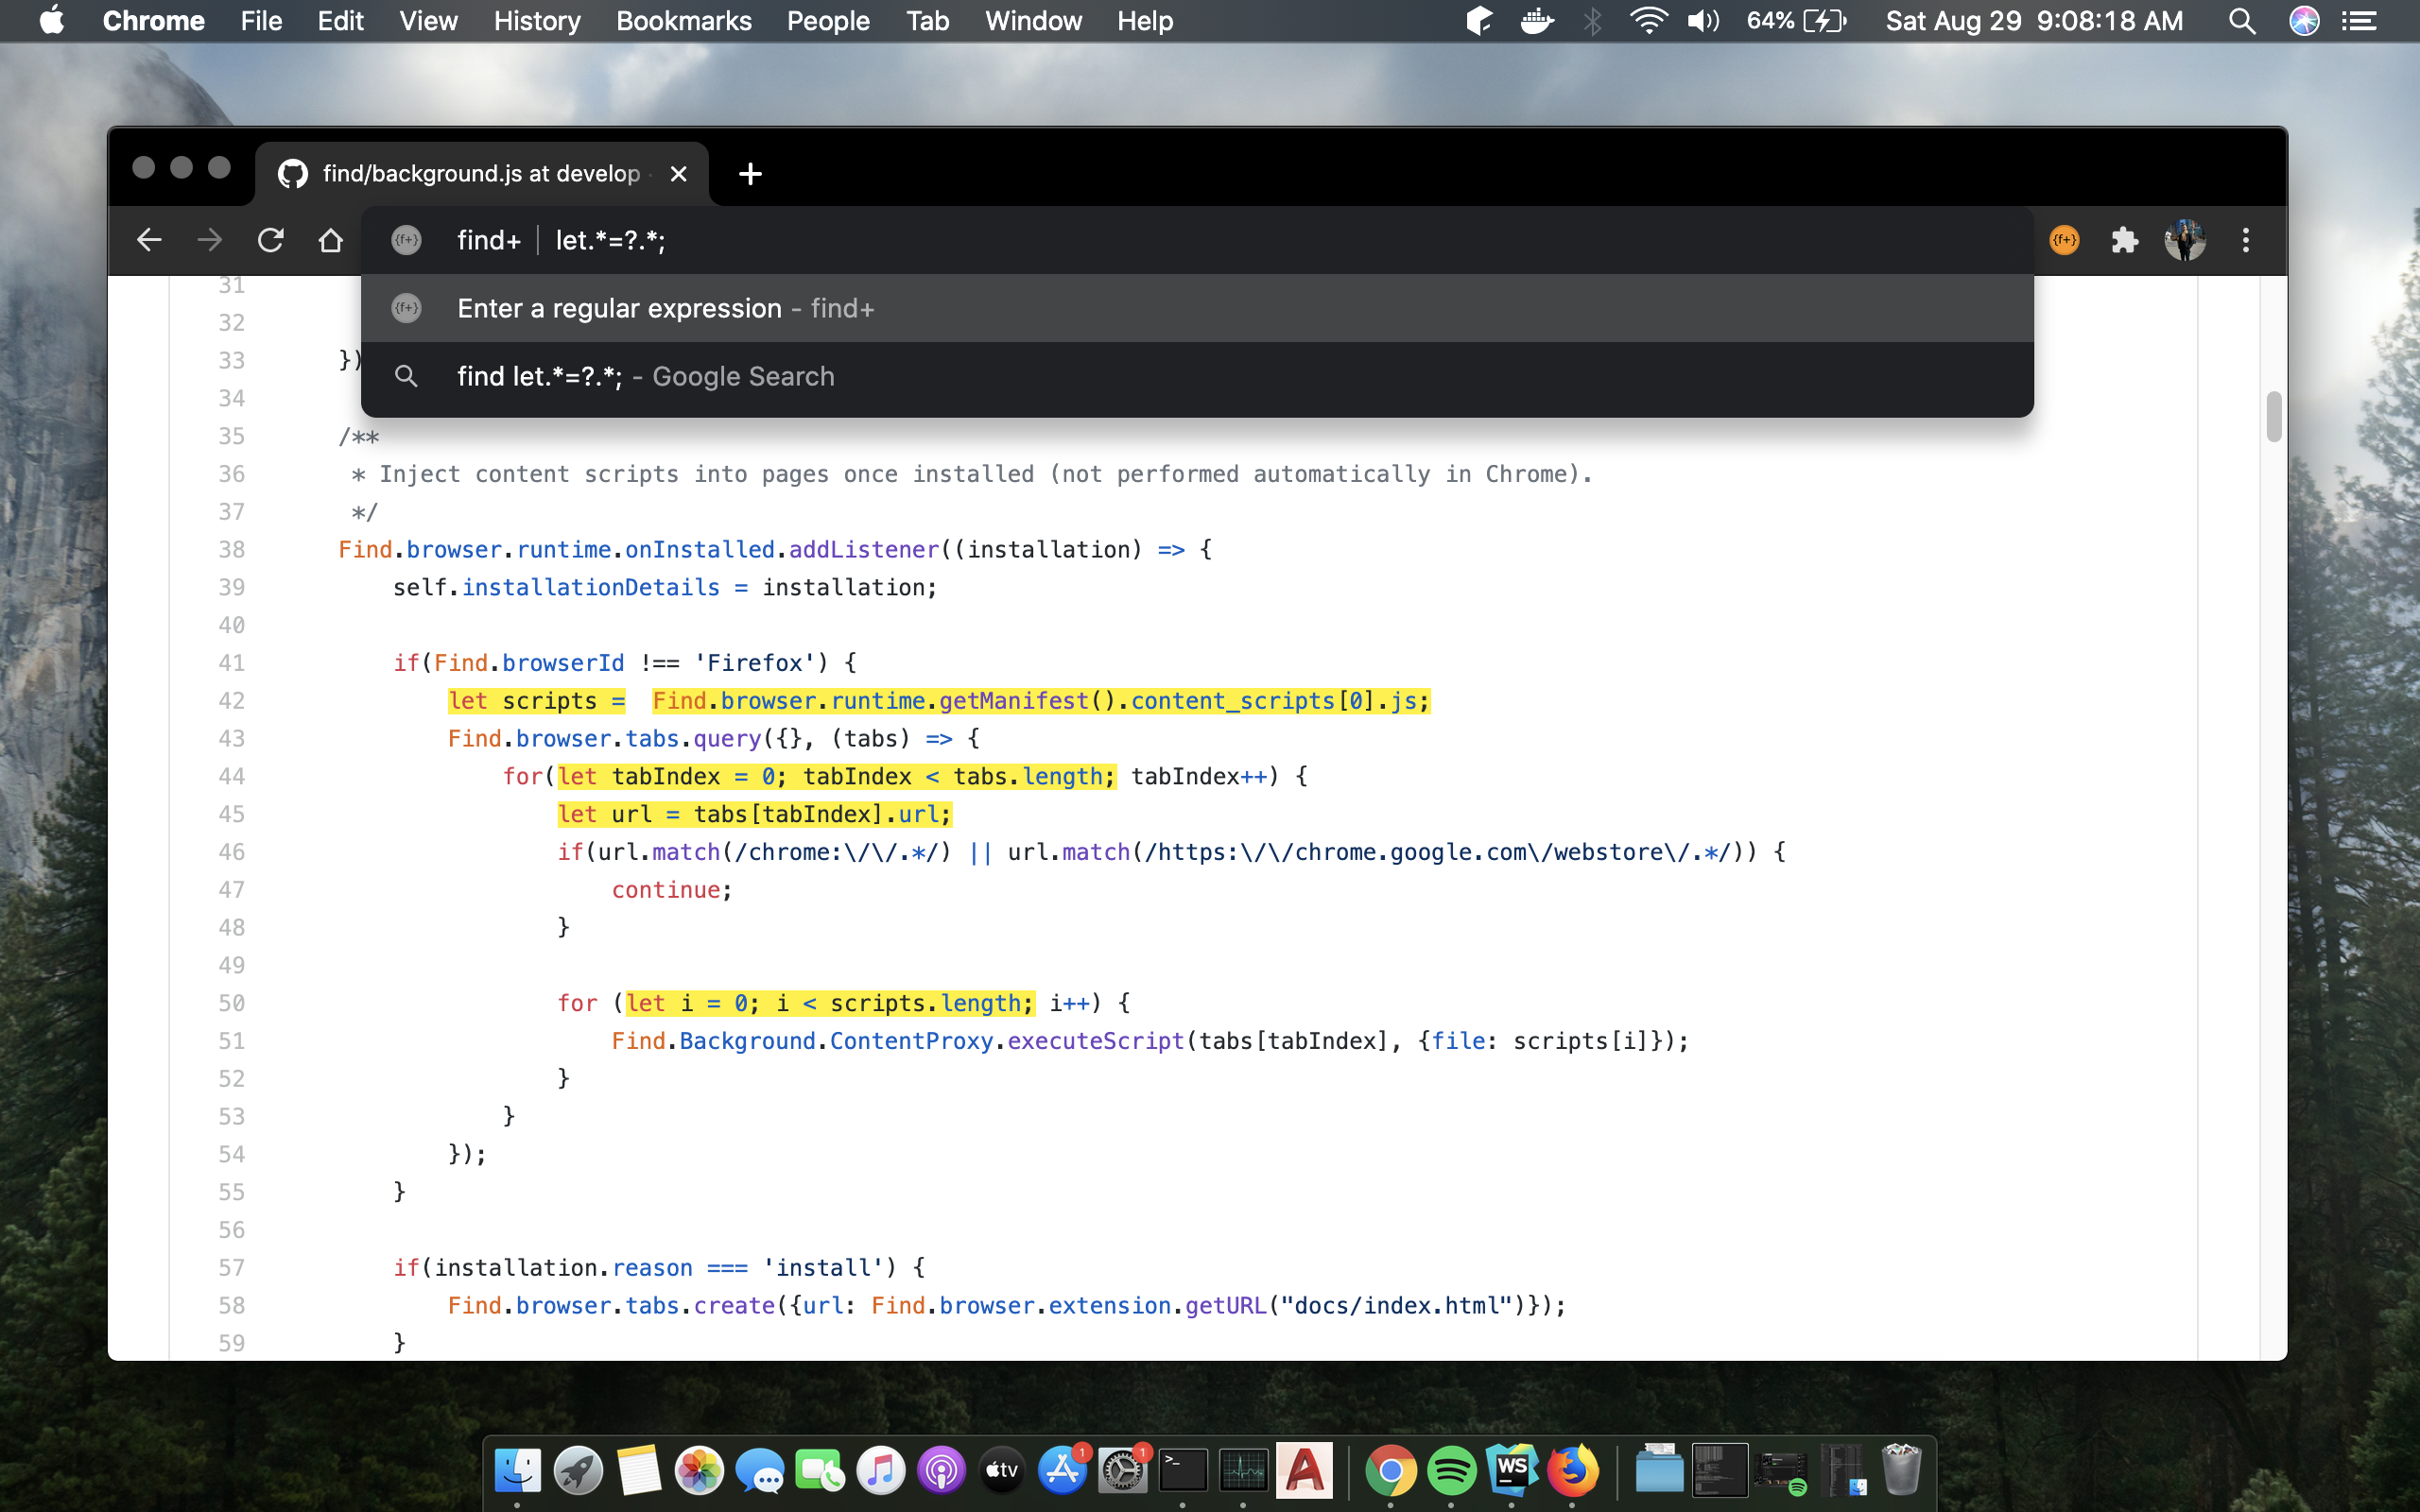 Chrome File Edit View History Bookmarks People Tab Window Help 64% Sat Aug 29 9:08:18 AM
find/background.js at develop
find+ let.*=?.*;
{f+} Enter a regular expression - find+
find let.*=?.*; - Google Search
31
32
33 })
34
35 /**
36 * Inject content scripts into pages once installed (not performed automatically in Chrome).
37 */
38 Find.browser.runtime.onInstalled.addListener((installation) => {
39 self.installationDetails = installation;
40
41 if(Find.browserId !== 'Firefox') {
42 let scripts =  Find.browser.runtime.getManifest().content_scripts[0].js;
43 Find.browser.tabs.query({}, (tabs) => {
44 for(let tabIndex = 0; tabIndex < tabs.length; tabIndex++) {
45 let url = tabs[tabIndex].url;
46 if(url.match(/chrome:\/\/.*/) || url.match(/https:\/\/chrome.google.com\/webstore\/.*/)) {
47 continue;
48 }
49
50 for (let i = 0; i < scripts.length; i++) {
51 Find.Background.ContentProxy.executeScript(tabs[tabIndex], {file: scripts[i]});
52 }
53 }
54 });
55 }
56
57 if(installation.reason === 'install') {
58 Find.browser.tabs.create({url: Find.browser.extension.getURL("docs/index.html")});
59 }
1 1 >_ tv WS